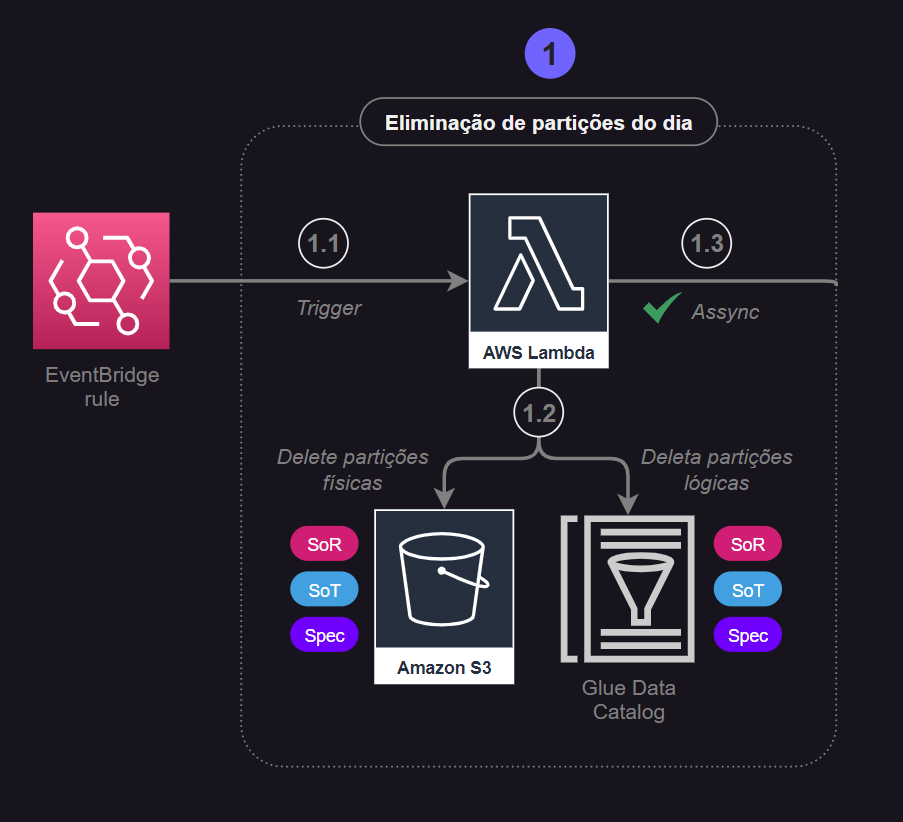 1
Eliminação de partições do dia
1.1
Trigger
EventBridge
rule
AWS Lambda
1.3
Assync
1.2
Delete partições
físicas
Deleta partições
lógicas
SoR
SoT
Spec
Amazon S3
SoR
SoT
Spec
Glue Data
Catalog